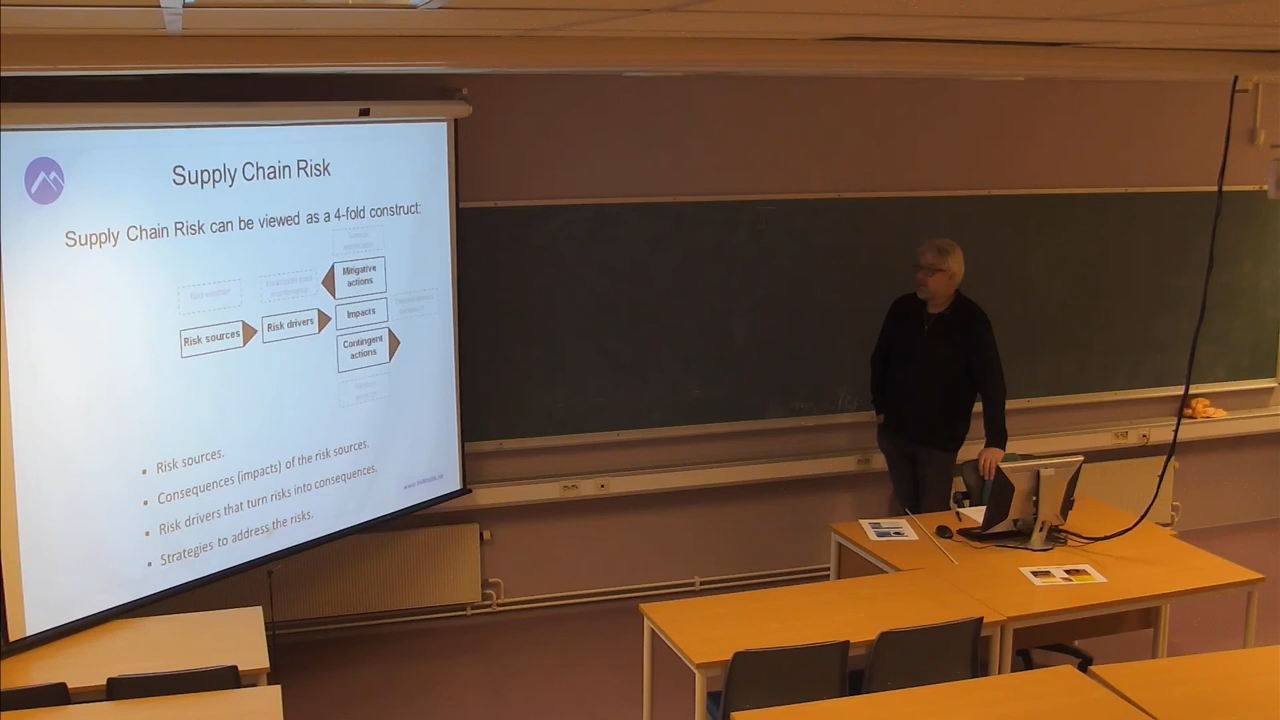 Supply Chain Risk
Supply Chain Risk can be viewed as a 4-fold construct:
Mitigative
actions
Risk sources
Risk drivers
Impacts
Contingent
actions
• Risk sources.
• Consequences (impacts) of the risk sources.
• Risk drivers that turn risks into consequences.
• Strategies to address the risks.